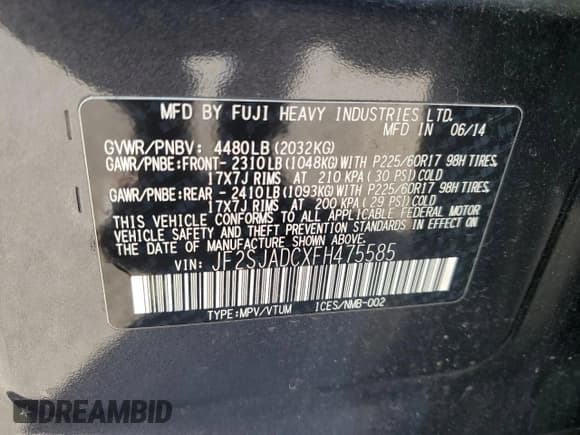 MFD BY FUJI HEAVY INDUSTRIES LTD.
MFD IN 06/14
GVWR/PNBV: 4480LB(2032KG)
GAWR/PNBE:FRONT- 2310LB(1048KG)WITH P225/60R17 98H TIRES,
17x7J RIMS AT 210 KPA(30 PSI)COLD
GAWR/PNBE:REAR - 2410LB(1093KG)WITH P225/60R17 98H TIRES,
17x7J RIMS AT 200 KPA(29 PSI)COLD
THIS VEHICLE CONFORMS TO ALL APPLICABLE FEDERAL MOTOR
VEHICLE SAFETY AND THEFT PREVENTION STANDARDS IN EFFECT ON
THE DATE OF MANUFACTURE SHOWN ABOVE.
VIN: JF2SJADCXFH475585
TYPE:MPV/VTUM ICES/NMB-002
DREAMBID